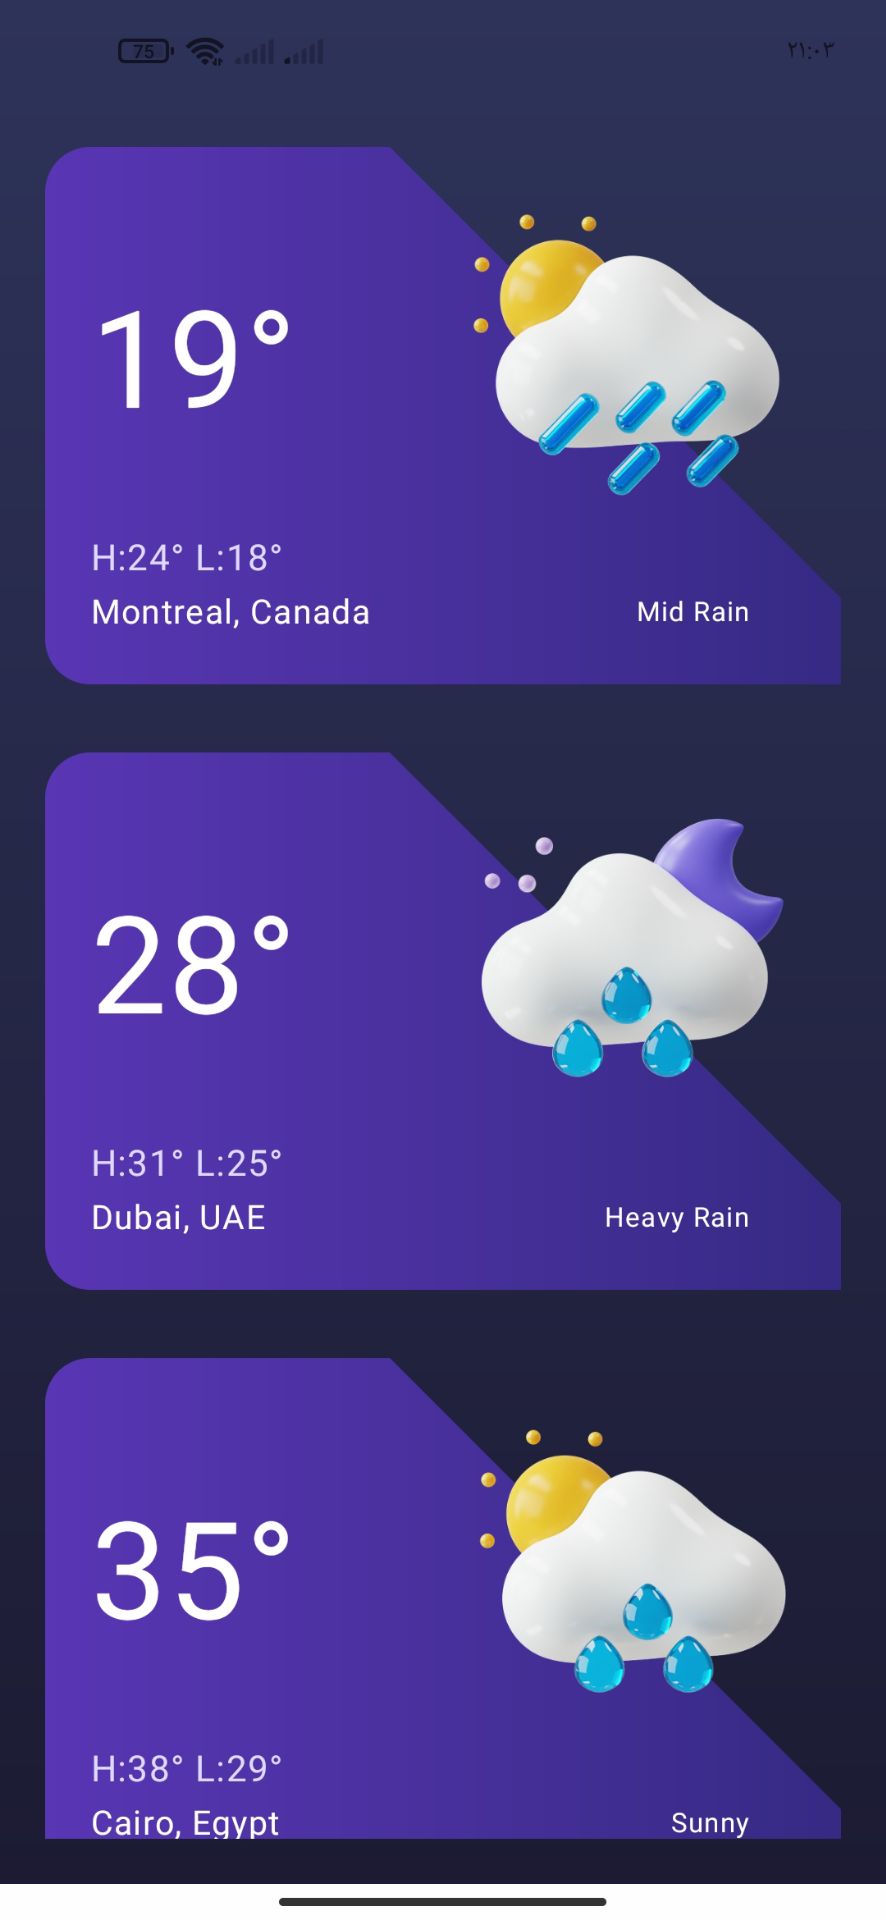 75
٢١:٠٣
19°
H:24° L:18°
Montreal, Canada
Mid Rain
28°
H:31° L:25°
Dubai, UAE
Heavy Rain
35°
H:38° L:29°
Cairo, Egypt
Sunny